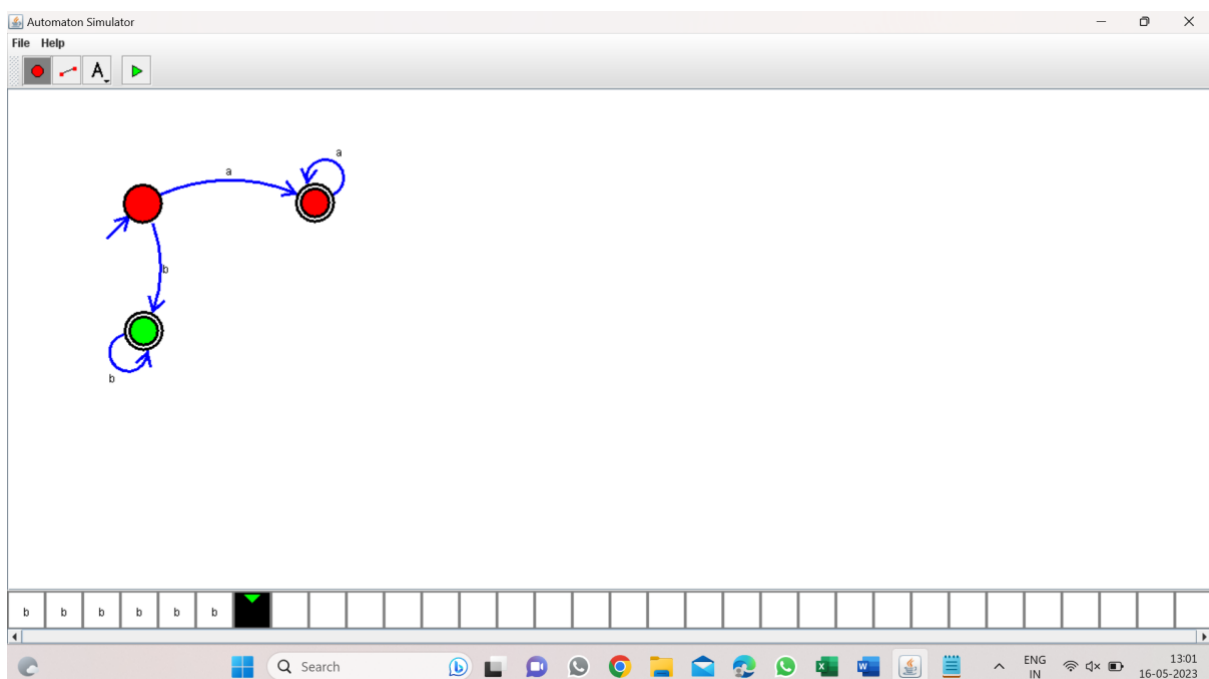 Automaton Simulator
File Help
A
a
a
b
b
b b b b b b
Search
ENG
IN
13:01
16-05-2023